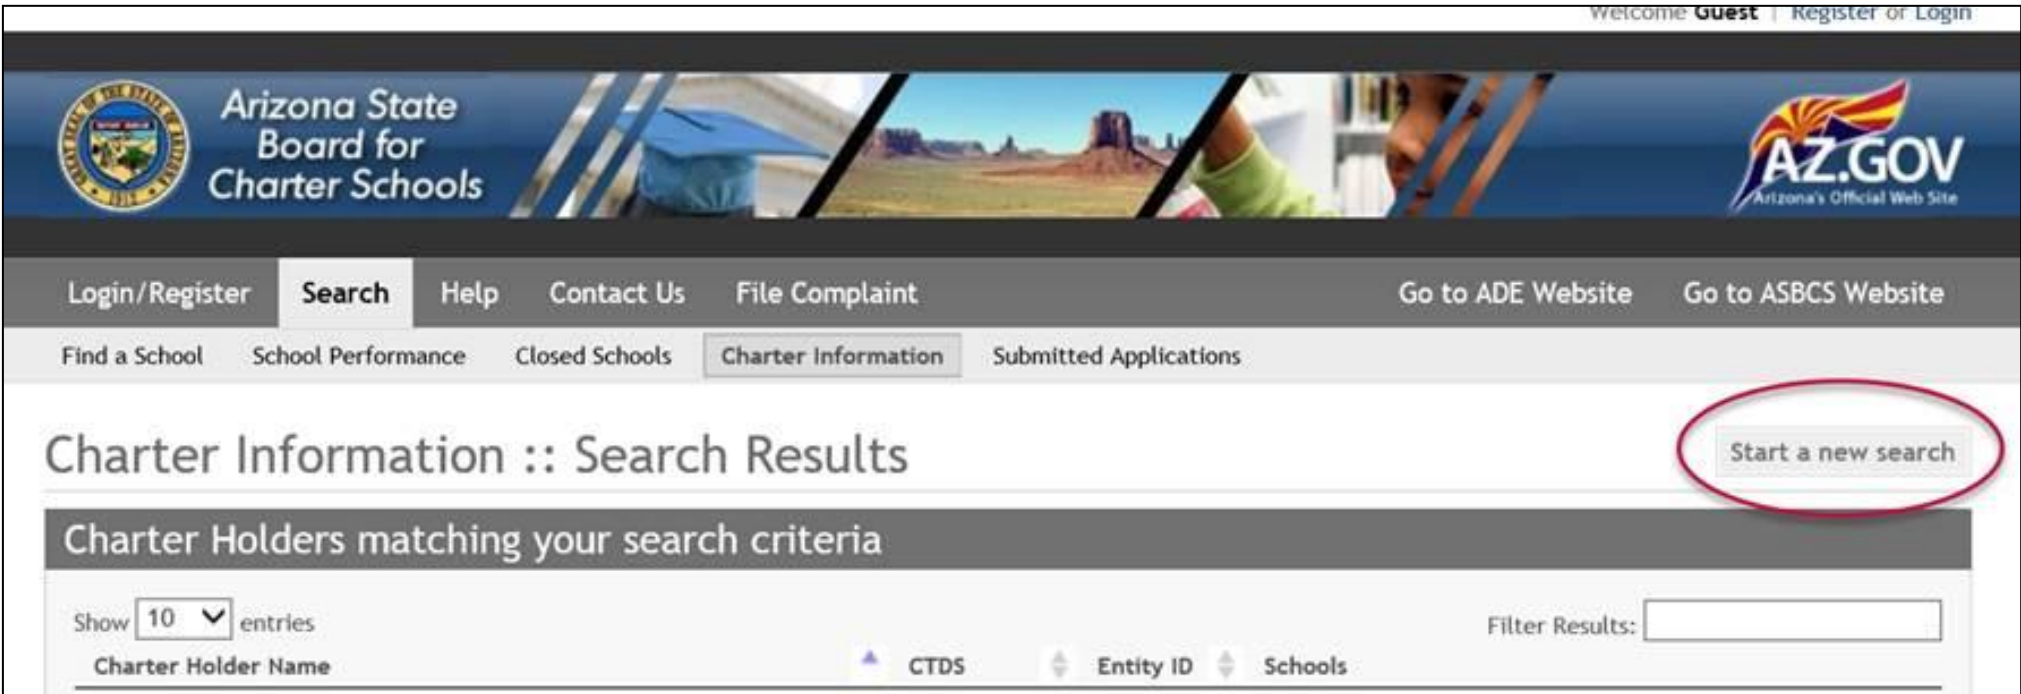 Welcome Guest | Register or Login
Arizona State
Board for
Charter Schools
AZ.GOV
Arizona's Official Web Site
Login/Register Search Help Contact Us File Complaint Go to ADE Website Go to ASBCS Website
Find a School School Performance Closed Schools Charter Information Submitted Applications
Charter Information :: Search Results
Start a new search
Charter Holders matching your search criteria
Show 10 entries
Filter Results:
Charter Holder Name CTDS Entity ID Schools